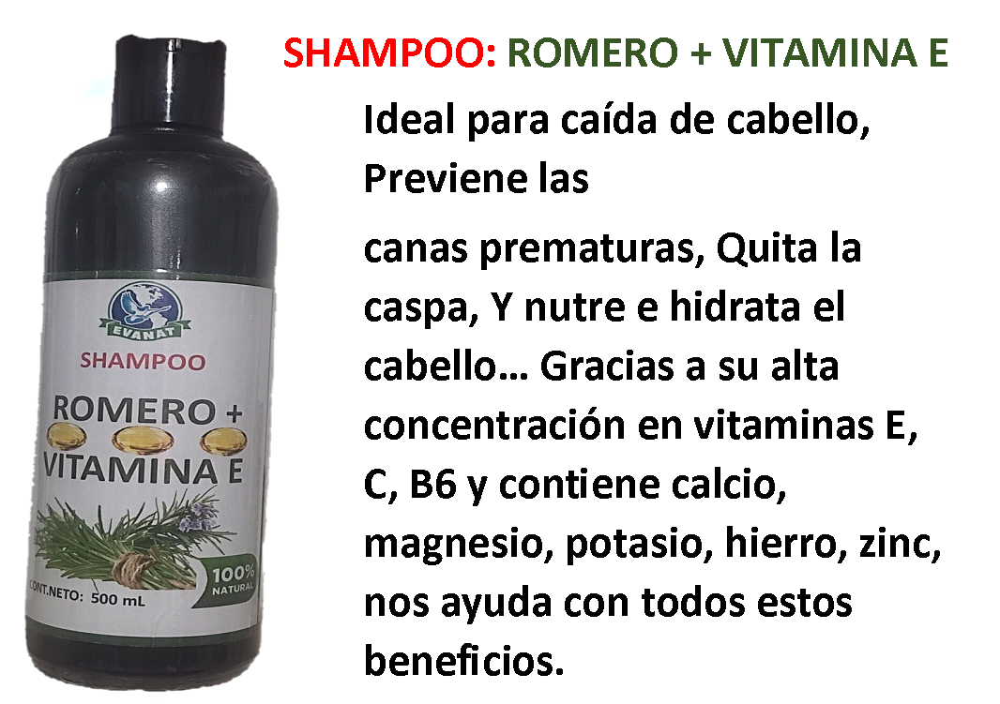 SHAMPOO: ROMERO + VITAMINA E
Ideal para caída de cabello,
Previene las
canas prematuras, Quita la
caspa, Y nutre e hidrata el
cabello... Gracias a su alta
concentración en vitaminas E,
C, B6 y contiene calcio,
magnesio, potasio, hierro, zinc,
nos ayuda con todos estos
beneficios.
EVANAT
SHAMPOO
ROMERO +
VITAMINA E
100%
NATURAL
CONT.NETO: 500 mL